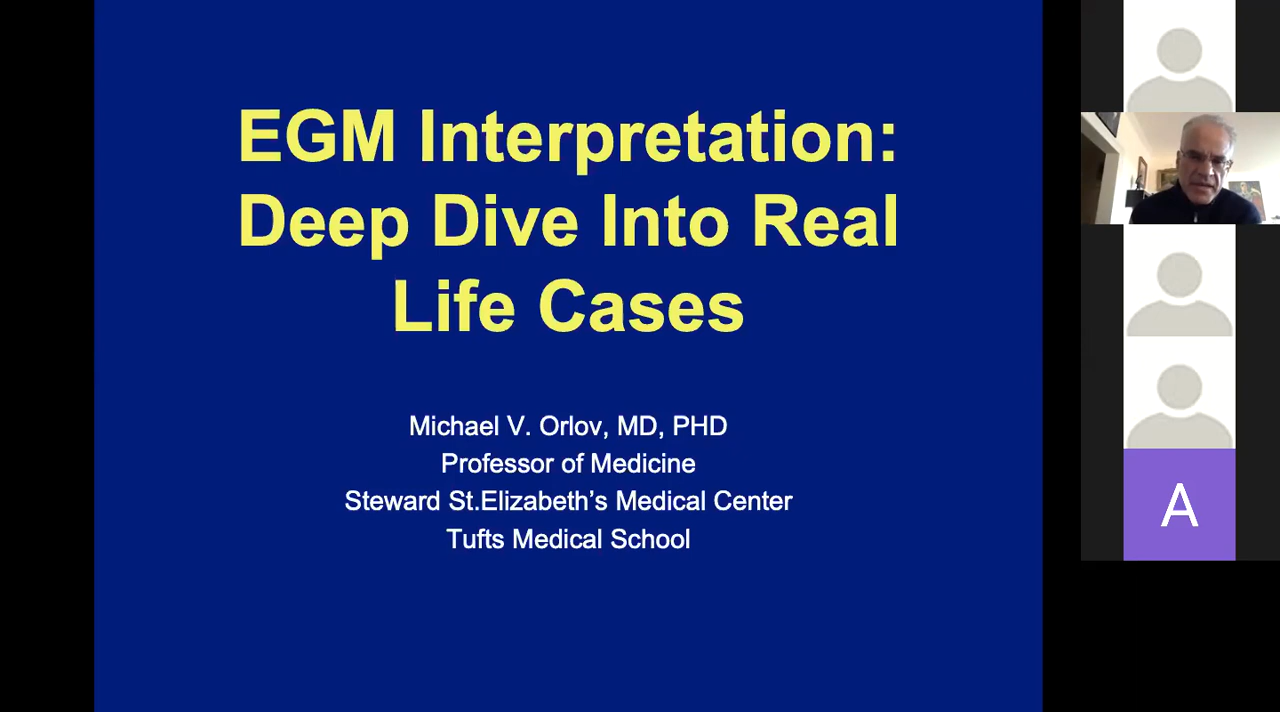 EGM Interpretation:
Deep Dive Into Real
Life Cases
Michael V. Orlov, MD, PHD
Professor of Medicine
Steward St.Elizabeth’s Medical Center
Tufts Medical School
A